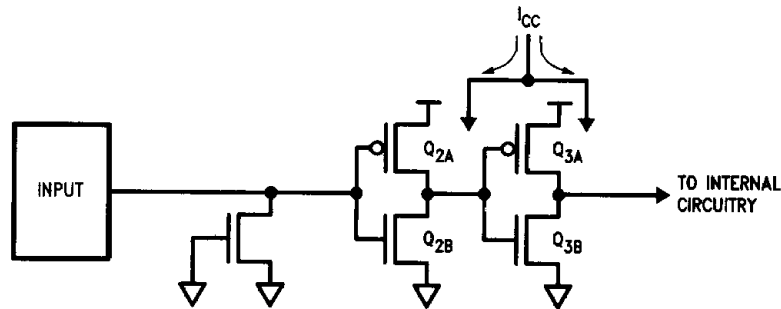 I_CC
Q_2A
Q_3A
INPUT
TO INTERNAL
CIRCUITRY
Q_2B
Q_3B